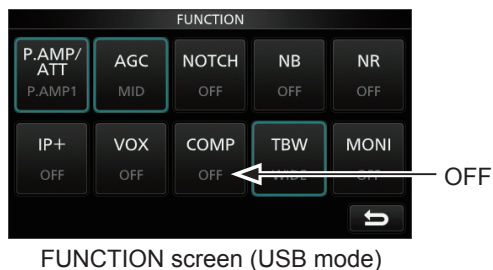 FUNCTION
P.AMP/
ATT
P.AMP1
AGC
MID
NOTCH
OFF
NB
OFF
NR
OFF
IP+
OFF
VOX
OFF
COMP
OFF
TBW
WIDE
MONI
OFF
OFF
FUNCTION screen (USB mode)